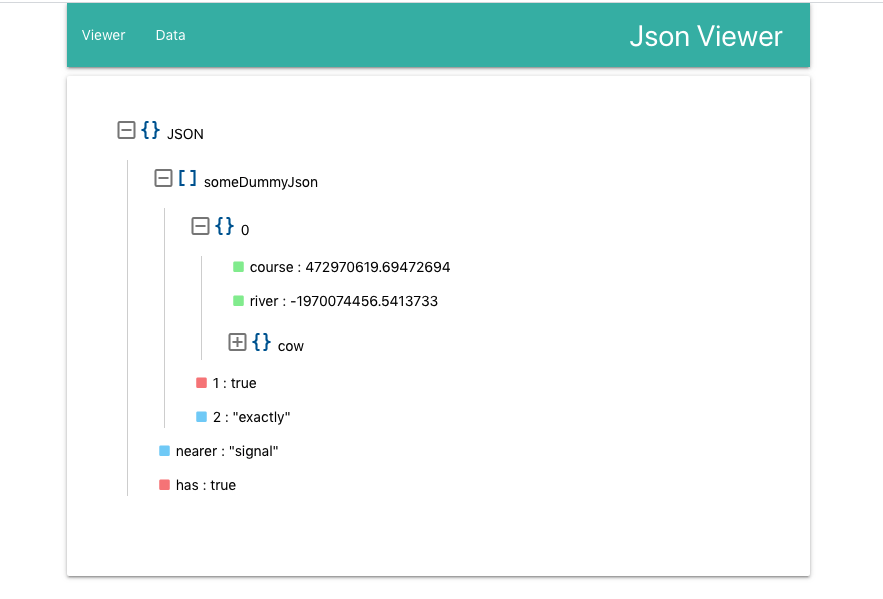 Viewer Data Json Viewer
{} JSON
[] someDummyJson
{} 0
course : 472970619.69472694
river : -1970074456.5413733
{} cow
1 : true
2 : "exactly"
nearer : "signal"
has : true